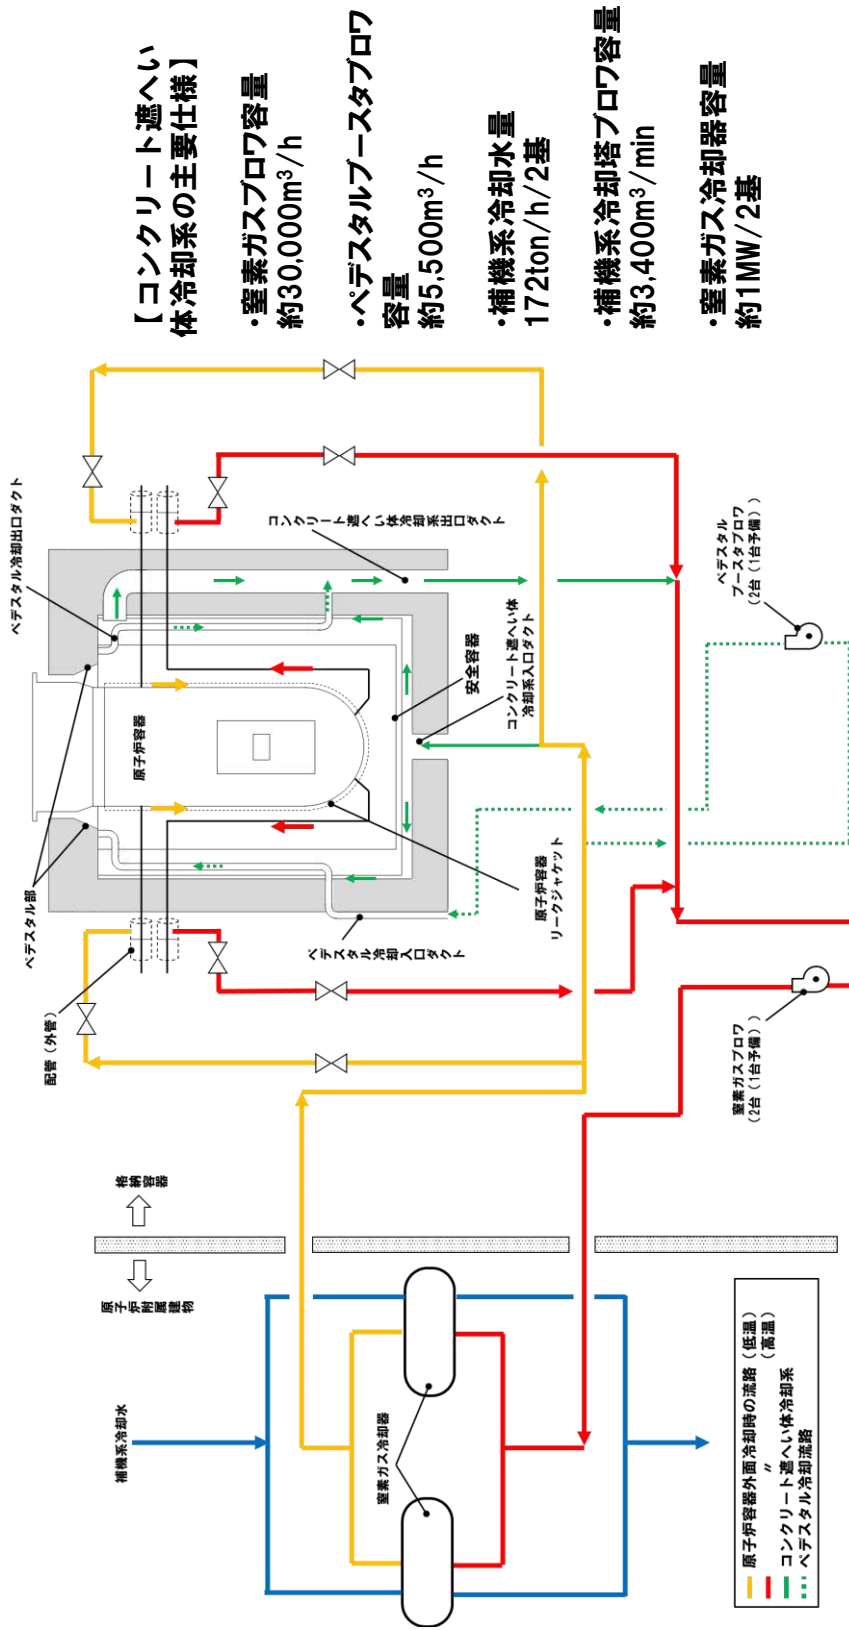 【コンクリート遮へい
体冷却系の主要仕様】
・窒素ガスブロワ容量
約30,000m³/h
・ペデスタルブースタブロワ
容量
約5,500m³/h
・補機系冷却水量
172ton/h/2基
・補機系冷却塔ブロワ容量
約3,400m³/min
・窒素ガス冷却器容量
約1MW/2基
ペデスタル冷却出口ダクト
コンクリート遮へい体冷却系出口ダクト
ペデスタル部
原子炉容器
安全容器
コンクリート遮へい体
冷却系入口ダクト
原子炉容器
リークジャケット
ペデスタル冷却入口ダクト
配管（外管）
ペデスタル
ブースタブロワ
（2台（1台予備））
窒素ガスブロワ
（2台（1台予備））
格納容器
原子炉附属建物
補機系冷却水
窒素ガス冷却器
原子炉容器外面冷却時の流路（低温）
〃（高温）
コンクリート遮へい体冷却系
ペデスタル冷却流路